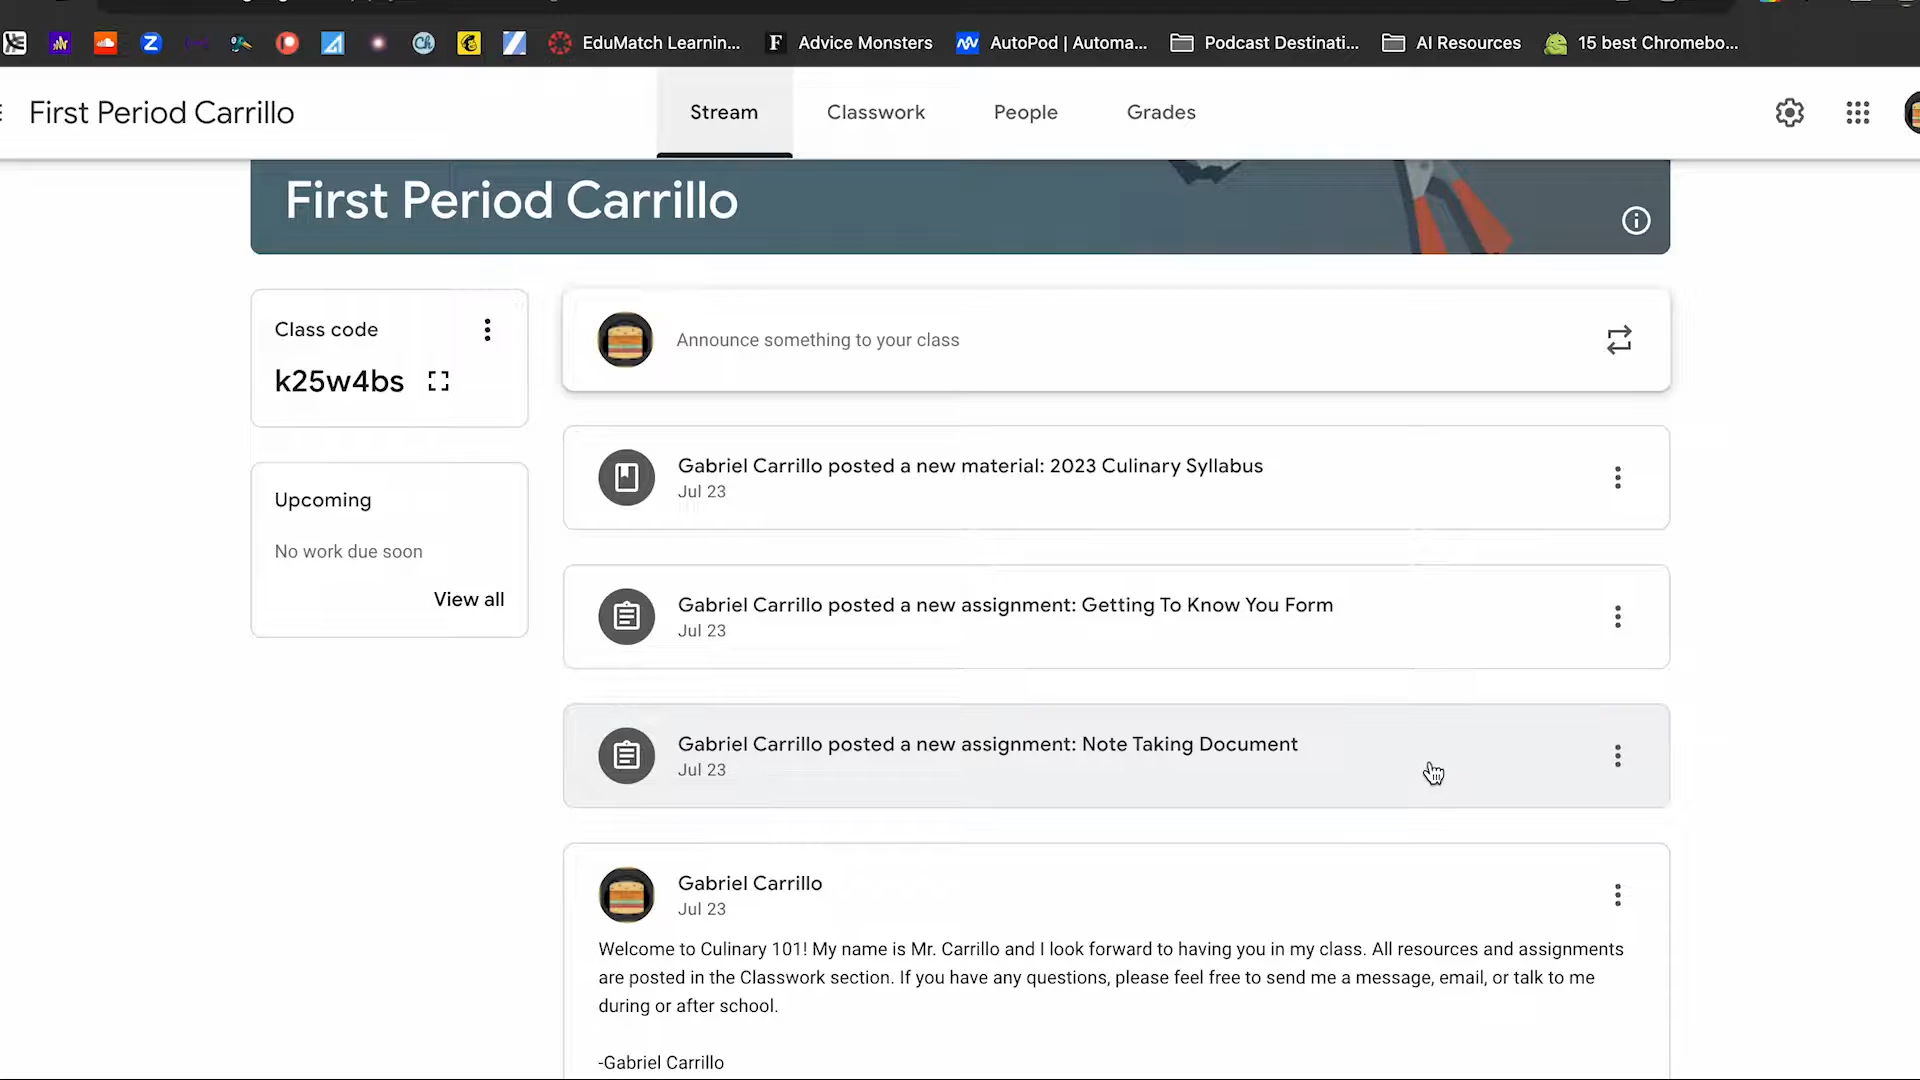 EduMatch Learnin...
Advice Monsters
AutoPod | Automa...
Podcast Destinati...
AI Resources
15 best Chromebo...
First Period Carrillo
Stream
Classwork
People
Grades
First Period Carrillo
Class code
k25w4bs
Announce something to your class
Gabriel Carrillo posted a new material: 2023 Culinary Syllabus
Jul 23
Upcoming
No work due soon
View all
Gabriel Carrillo posted a new assignment: Getting To Know You Form
Jul 23
Gabriel Carrillo posted a new assignment: Note Taking Document
Jul 23
Gabriel Carrillo
Jul 23
Welcome to Culinary 101! My name is Mr. Carrillo and I look forward to having you in my class. All resources and assignments
are posted in the Classwork section. If you have any questions, please feel free to send me a message, email, or talk to me
during or after school.
-Gabriel Carrillo